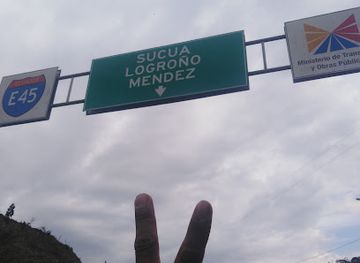 E45
SUCUA
LOGROÑO
MENDEZ
Ministerio de Trans
y Obras Públic